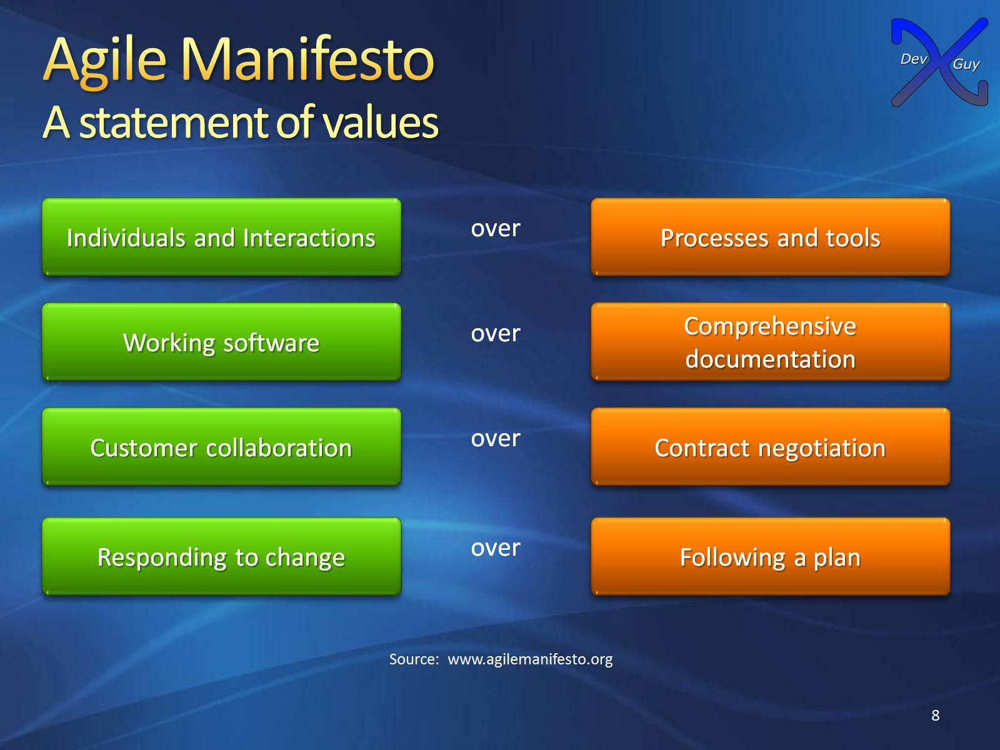 Agile Manifesto
A statement of values
Dev Guy
Individuals and Interactions
over
Processes and tools
Working software
over
Comprehensive
documentation
Customer collaboration
over
Contract negotiation
Responding to change
over
Following a plan
Source:  www.agilemanifesto.org
8